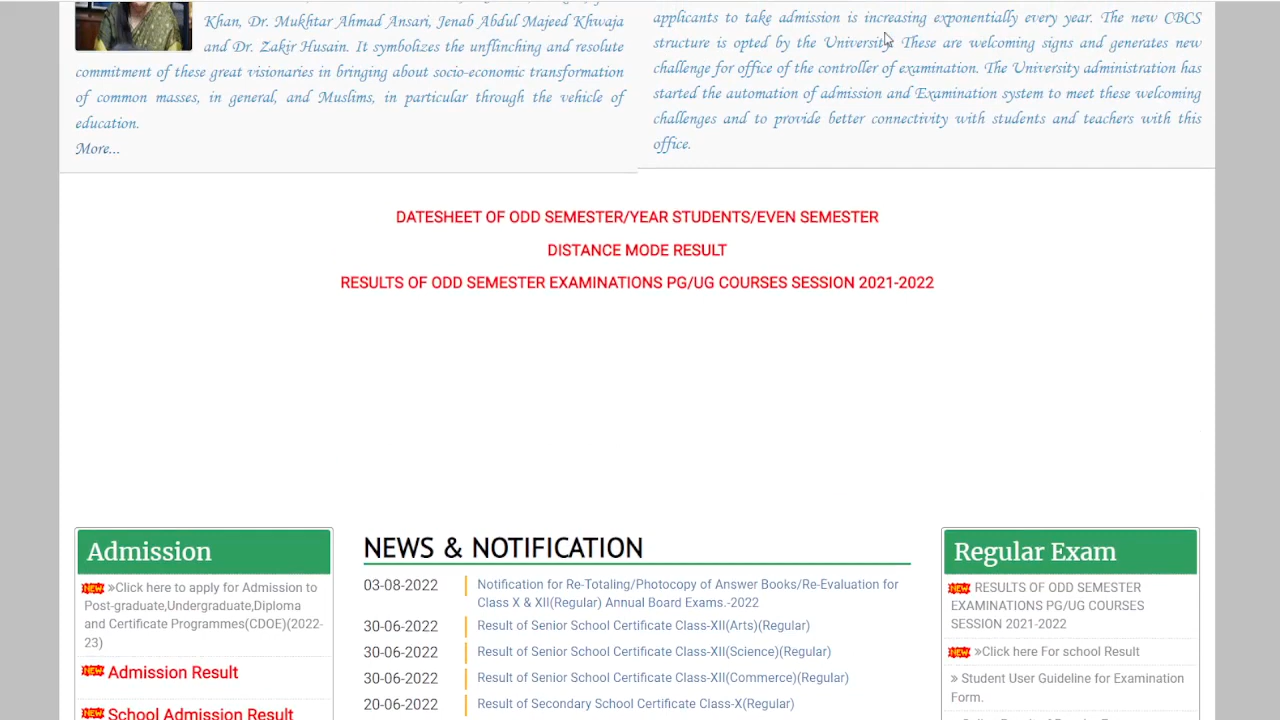 Khan, Dr. Mukhtar Ahmad Ansari, Jenab Abdul Majeed Khwaja
and Dr. Zakir Husain. It symbolizes the unflinching and resolute
commitment of these great visionaries in bringing about socio-economic transformation
of common masses, in general, and Muslims, in particular through the vehicle of
education.
More...
applicants to take admission is increasing exponentially every year. The new CBCS
structure is opted by the University. These are welcoming signs and generates new
challenge for office of the controller of examination. The University administration has
started the automation of admission and Examination system to meet these welcoming
challenges and to provide better connectivity with students and teachers with this
office.
DATESHEET OF ODD SEMESTER/YEAR STUDENTS/EVEN SEMESTER
DISTANCE MODE RESULT
RESULTS OF ODD SEMESTER EXAMINATIONS PG/UG COURSES SESSION 2021-2022
Admission
NEW »Click here to apply for Admission to
Post-graduate,Undergraduate,Diploma
and Certificate Programmes(CDOE)(2022-
23)
NEW Admission Result
NEW School Admission Result
NEWS & NOTIFICATION
03-08-2022 Notification for Re-Totaling/Photocopy of Answer Books/Re-Evaluation for
Class X & XII(Regular) Annual Board Exams.-2022
30-06-2022 Result of Senior School Certificate Class-XII(Arts)(Regular)
30-06-2022 Result of Senior School Certificate Class-XII(Science)(Regular)
30-06-2022 Result of Senior School Certificate Class-XII(Commerce)(Regular)
20-06-2022 Result of Secondary School Certificate Class-X(Regular)
Regular Exam
NEW RESULTS OF ODD SEMESTER
EXAMINATIONS PG/UG COURSES
SESSION 2021-2022
NEW »Click here For school Result
» Student User Guideline for Examination
Form.